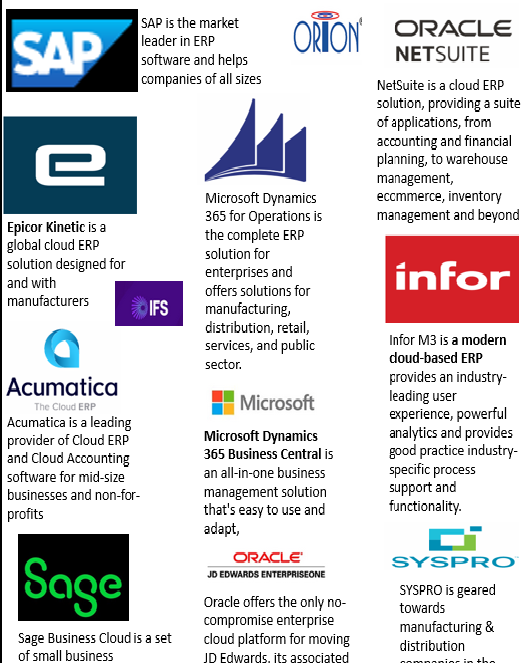 SAP
SAP is the market
leader in ERP
software and helps
companies of all sizes
ORION
ORACLE
NETSUITE
NetSuite is a cloud ERP
solution, providing a suite
of applications, from
accounting and financial
planning, to warehouse
management,
eccmmerce, inventory
management and beyond
e
Epicor Kinetic is a
global cloud ERP
solution designed for
and with
manufacturers
IFS
Microsoft Dynamics
365 for Operations is
the complete ERP
solution for
enterprises and
offers solutions for
manufacturing,
distribution, retail,
services, and public
sector.
infor
Infor M3 is a modern
cloud-based ERP
provides an industry-
leading user
experience, powerful
analytics and provides
good practice industry-
specific process
support and
functionality.
Acumatica
The Cloud ERP
Acumatica is a leading
provider of Cloud ERP
and Cloud Accounting
software for mid-size
businesses and non-for-
profits
Microsoft
Microsoft Dynamics
365 Business Central is
an all-in-one business
management solution
that's easy to use and
adapt,
Sage
Sage Business Cloud is a set
of small business
ORACLE
JD EDWARDS ENTERPRISEONE
Oracle offers the only no-
compromise enterprise
cloud platform for moving
JD Edwards, its associated
SYSPRO
SYSPRO is geared
towards
manufacturing &
distribution
companies in the